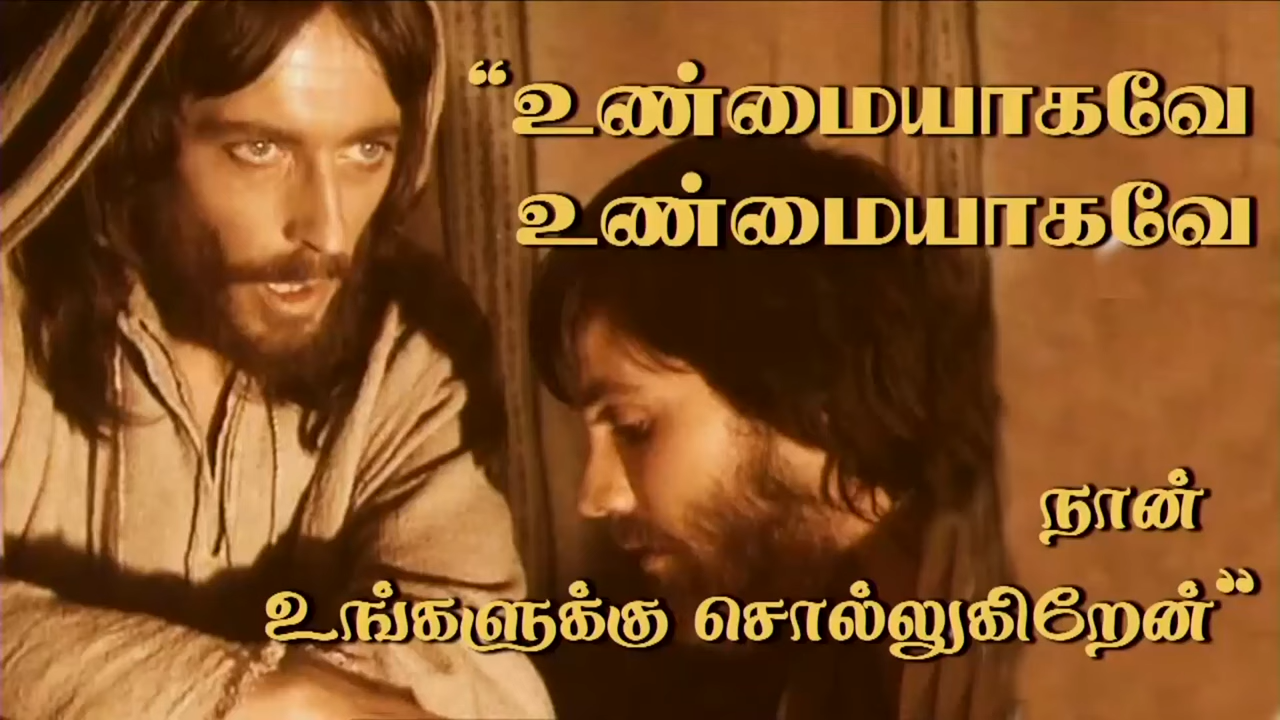 “உண்மையாகவே
உண்மையாகவே
நான்
உங்களுக்கு சொல்லுகிறேன்”